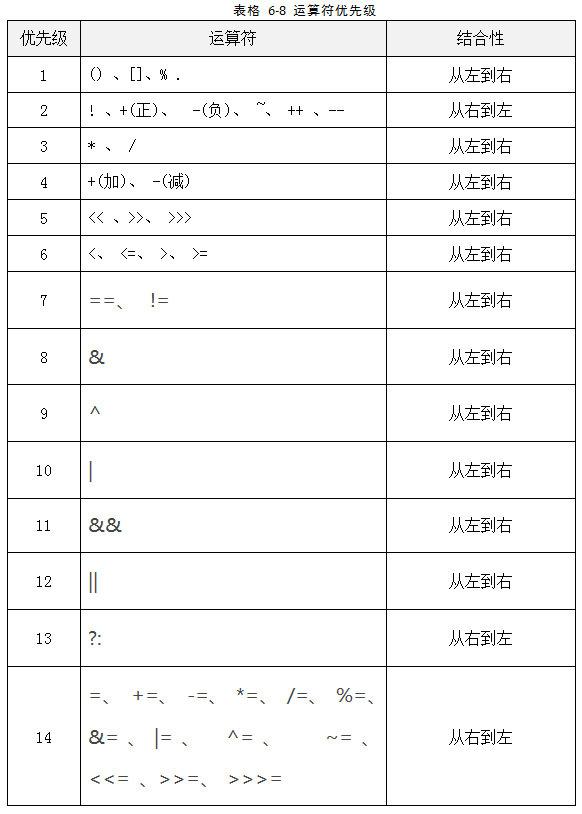 表格 6-8 运算符优先级
优先级 运算符 结合性
1 () 、[]、% . 从左到右
2 ! 、+(正)、 -(负)、 ~、 ++ 、-- 从右到左
3 * 、 / 从左到右
4 +(加)、 -(减) 从左到右
5 << 、>>、 >>> 从左到右
6 <、 <=、 >、 >= 从左到右
7 ==、 != 从左到右
8 & 从左到右
9 ^ 从左到右
10 | 从左到右
11 && 从左到右
12 || 从左到右
13 ?: 从右到左
14 =、 +=、 -=、 *=、 /=、 %=、 从右到左
&= 、 |= 、 ^= 、 ~= 、
<<= 、>>=、 >>>=